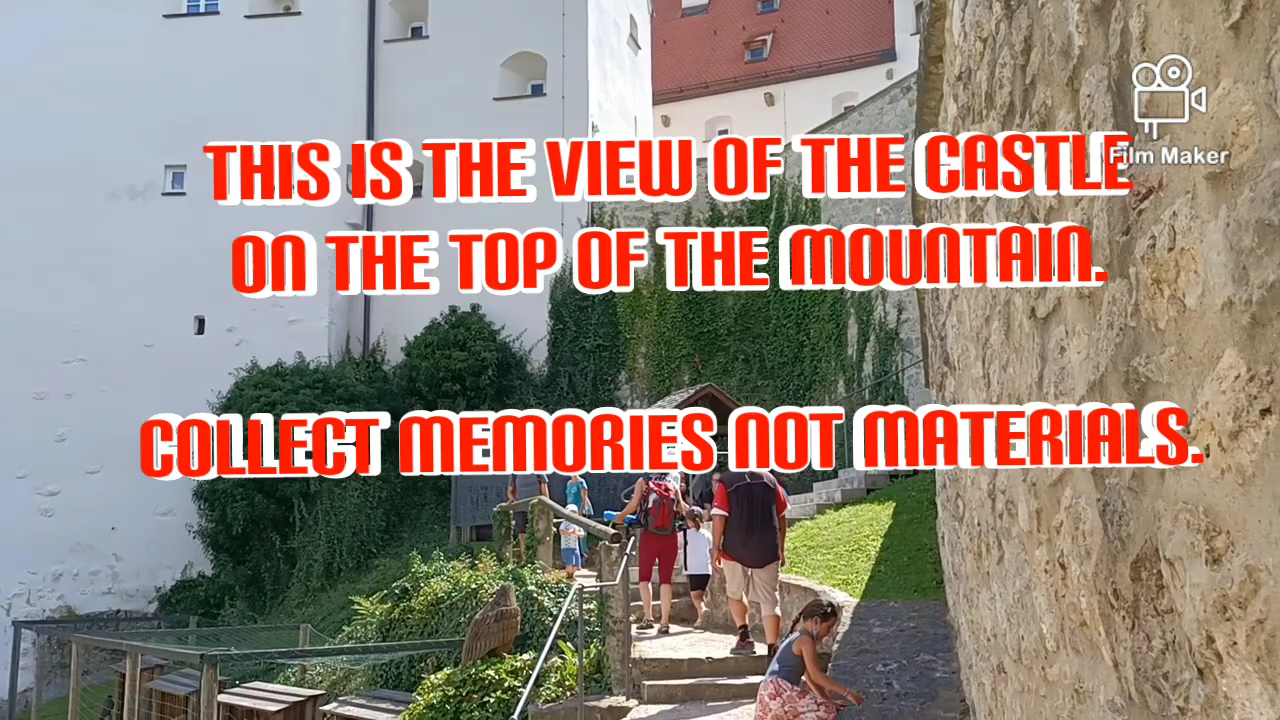 Film Maker
THIS IS THE VIEW OF THE CASTLE
ON THE TOP OF THE MOUNTAIN.
COLLECT MEMORIES NOT MATERIALS.